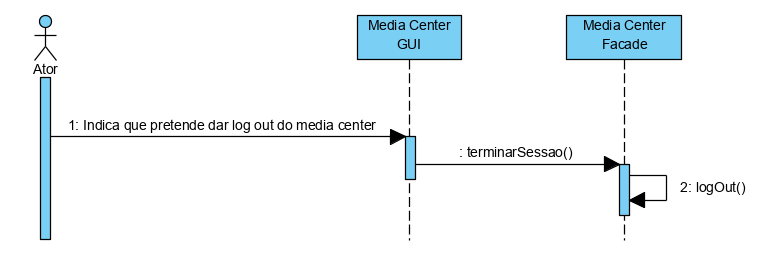 Media Center
GUI
Media Center
Facade
Ator
1: Indica que pretende dar log out do media center
: terminarSessao()
2: logOut()